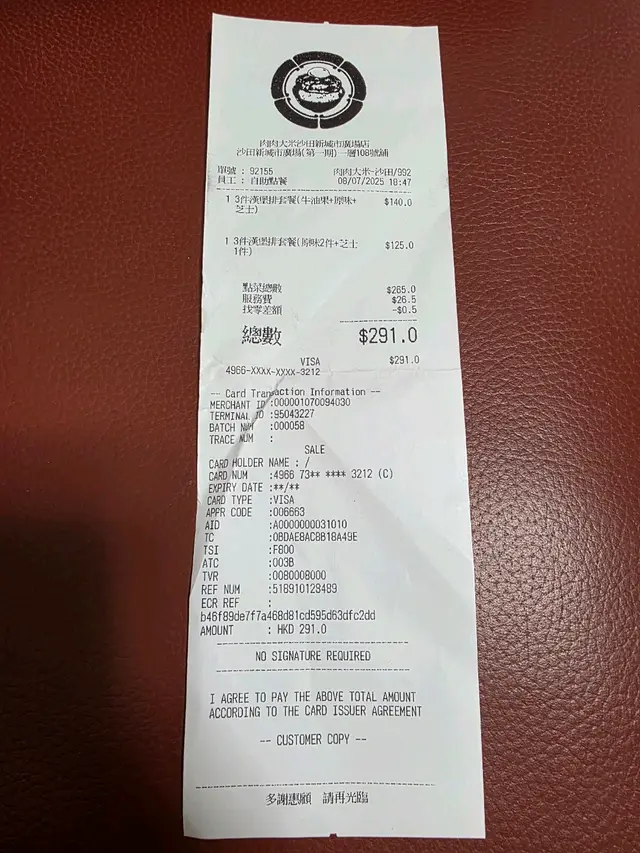 肉肉大米沙田新城市廣場店
沙田新城市廣場(第一期)一層108號舖
單號 : 92155 肉肉大米-沙田/992
員工 : 自助點餐 08/07/2025 18:47
1 3件漢堡排套餐(牛油果+原味+芝士) $140.0
1 3件漢堡排套餐(原味2件+芝士1件) $125.0
點菜總數 $265.0
服務費 $26.5
找零差額 -$0.5
總數 $291.0
VISA $291.0
4966-XXXX-XXXX-3212
-- Card Transaction Information --
MERCHANT ID :000001070094030
TERMINAL ID :95043227
BATCH NUM :000058
TRACE NUM :
SALE
CARD HOLDER NAME : /
CARD NUM :4966 73** **** 3212 (C)
EXPIRY DATE :**/**
CARD TYPE :VISA
APPR CODE :006663
AID :A0000000031010
TC :0BDAE8AC8B18A49E
TSI :F800
ATC :003B
TVR :0080008000
REF NUM :518910128489
ECR REF :
b46f89de7f7a468d81cd595d63dfc2dd
AMOUNT : HKD 291.0
NO SIGNATURE REQUIRED
I AGREE TO PAY THE ABOVE TOTAL AMOUNT
ACCORDING TO THE CARD ISSUER AGREEMENT
-- CUSTOMER COPY --
多謝惠顧 請再光臨